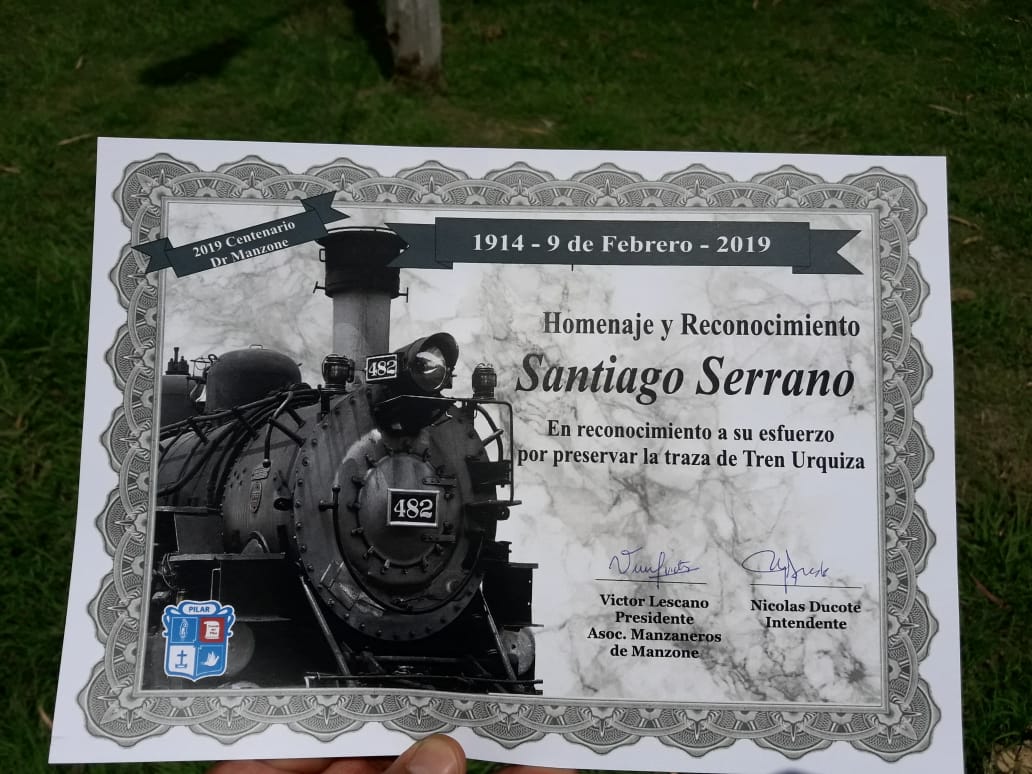 2019 Centenario
Dr Manzone
1914 - 9 de Febrero - 2019
Homenaje y Reconocimiento
Santiago Serrano
En reconocimiento a su esfuerzo
por preservar la traza de Tren Urquiza
482
482
PILAR
Victor Lescano
Presidente
Asoc. Manzaneros
de Manzone
Nicolas Ducoté
Intendente